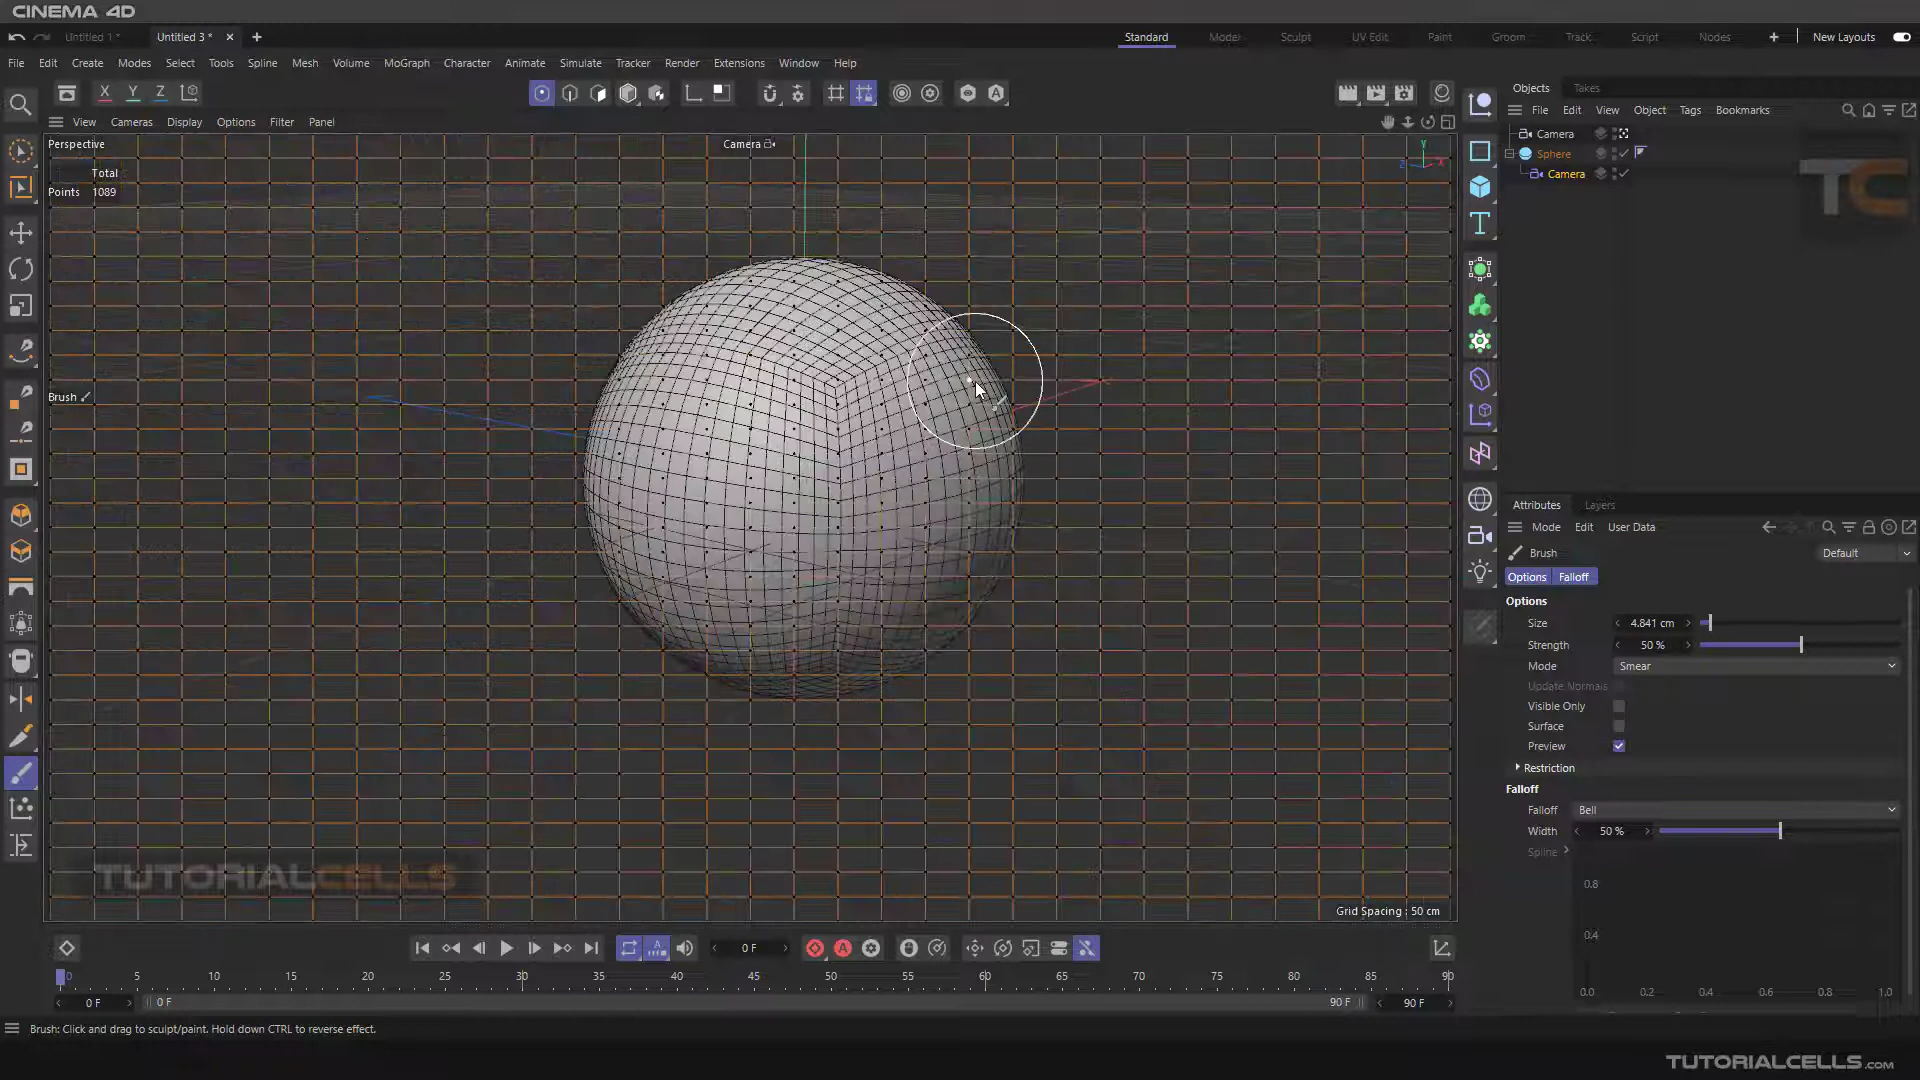 CINEMA 4D
Untitled 1 * Untitled 3 * Standard Model Sculpt UV Edit Paint Groom Track Script Nodes New Layouts
File Edit Create Modes Select Tools Spline Mesh Volume MoGraph Character Animate Simulate Tracker Render Extensions Window Help
X Y Z
View Cameras Display Options Filter Panel
Perspective
Camera
Total
Points 1089
Brush
Y
X
Z
Objects Takes
File Edit View Object Tags Bookmarks
Camera
Sphere
Camera
TC
Attributes Layers
Mode Edit User Data
Brush Default
Options Falloff
Options
Size 4.841 cm
Strength 50 %
Mode Smear
Update Normals
Visible Only
Surface
Preview
Restriction
Falloff
Falloff Bell
Width 50 %
Spline
0.8
0.4
0.0 0.2 0.4 0.6 0.8 1.0
TUTORIALCELLS
Grid Spacing : 50 cm
0 F
0 5 10 15 20 25 30 35 40 45 50 55 60 65 70 75 80 85 90
0 F 0 F 90 F 90 F
Brush: Click and drag to sculpt/paint. Hold down CTRL to reverse effect.
TUTORIALCELLS.com